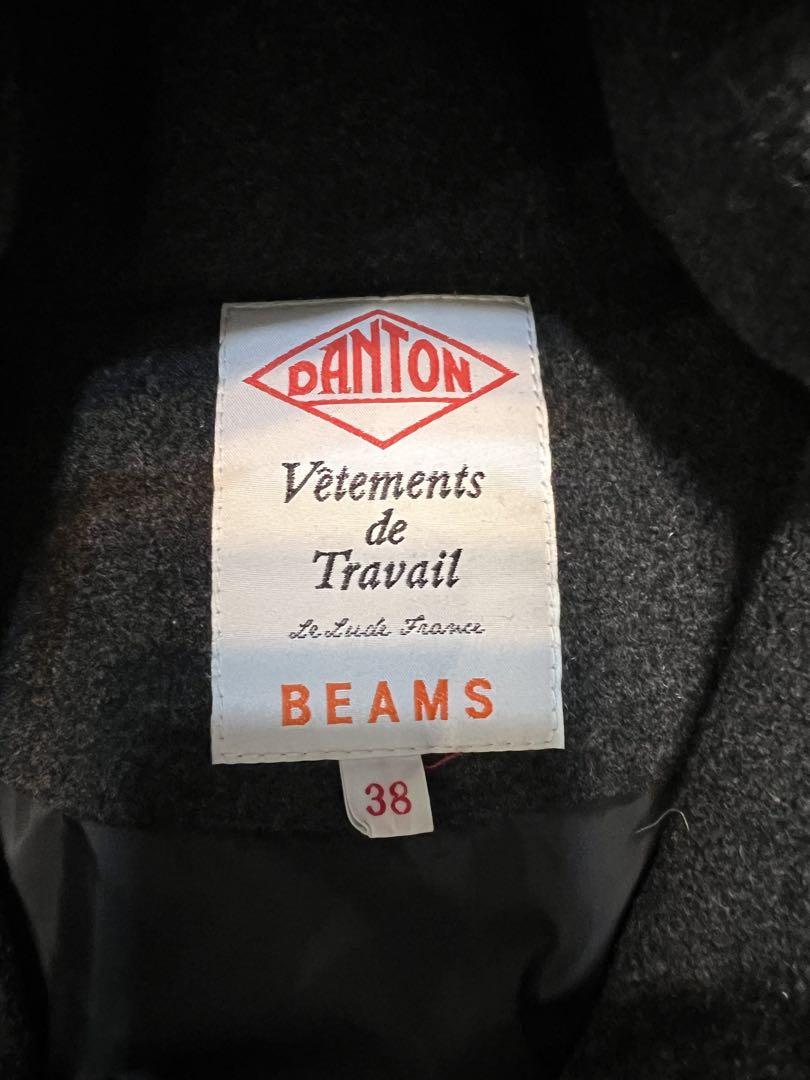 DANTON
Vêtements
de
Travail
Le Lude France
BEAMS
38